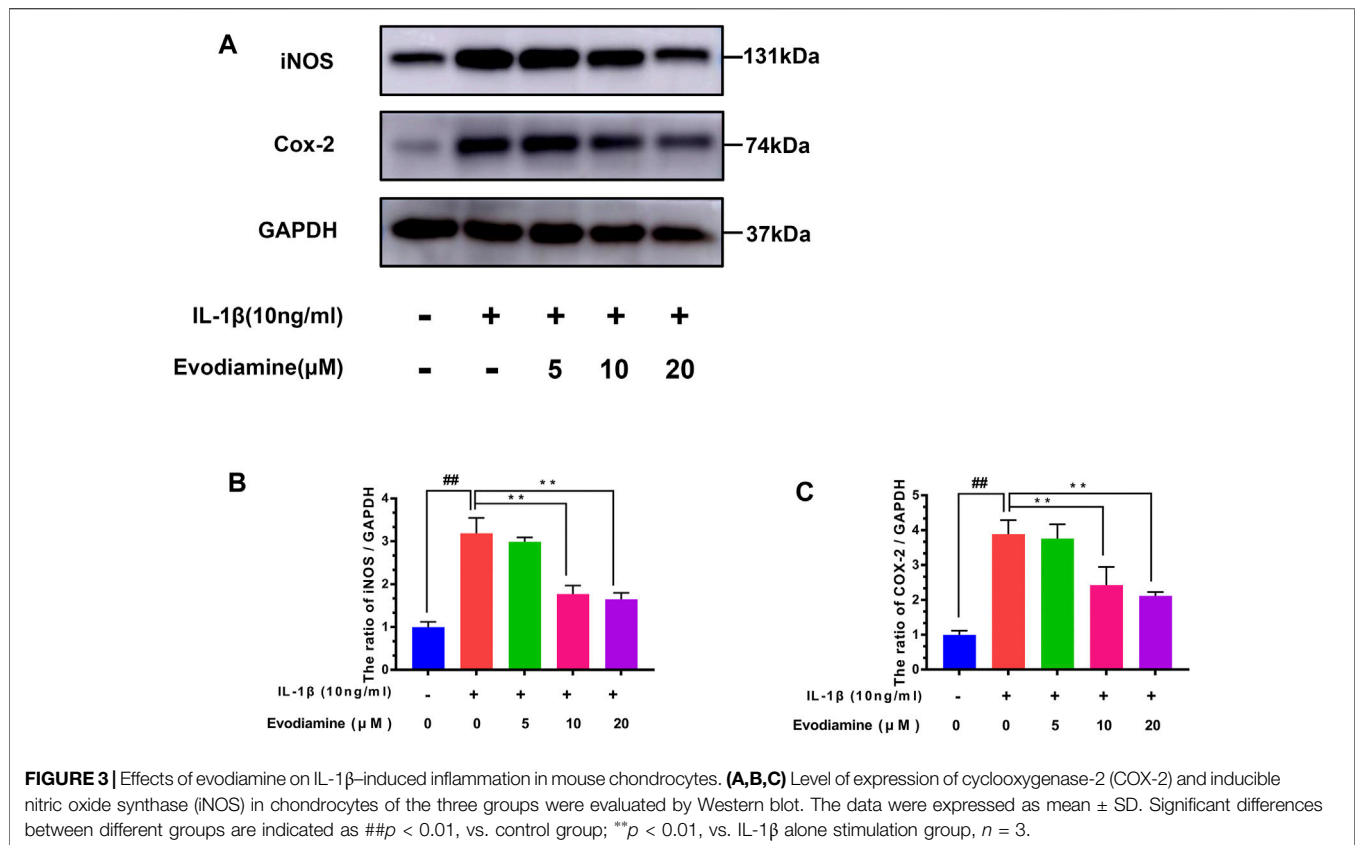 A
iNOS
131kDa
Cox-2
74kDa
GAPDH
37kDa
IL-1β(10ng/ml) - + + + +
Evodiamine(μM) - - 5 10 20
B
The ratio of iNOS / GAPDH
4
3
2
1
0
##
**
**
IL-1β (10ng/ml) - + + + +
Evodiamine (μ M ) 0 0 5 10 20
C
The ratio of COX-2 / GAPDH
5
4
3
2
1
0
##
**
**
IL-1β (10ng/ml) - + + + +
Evodiamine (μ M ) 0 0 5 10 20
FIGURE 3 | Effects of evodiamine on IL-1β–induced inflammation in mouse chondrocytes. (A,B,C) Level of expression of cyclooxygenase-2 (COX-2) and inducible
nitric oxide synthase (iNOS) in chondrocytes of the three groups were evaluated by Western blot. The data were expressed as mean ± SD. Significant differences
between different groups are indicated as ##p < 0.01, vs. control group; **p < 0.01, vs. IL-1β alone stimulation group, n = 3.